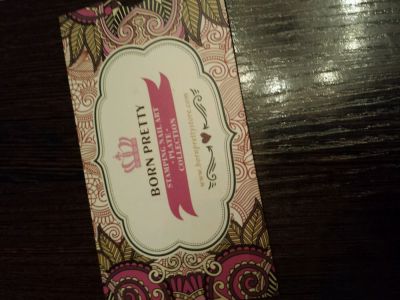 BORN PRETTY
STAMPING NAIL ART
• PLATE •
COLLECTION
www.bornprettystore.com